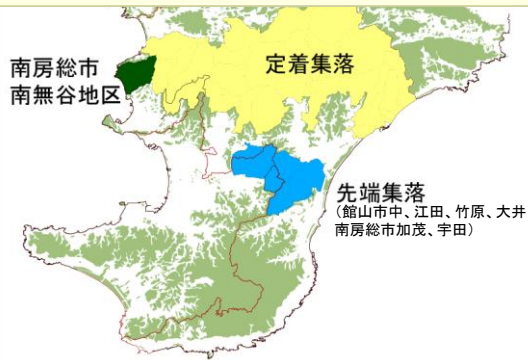 南房総市
南無谷地区
定着集落
先端集落
(館山市中、江田、竹原、大井
南房総市加茂、宇田)